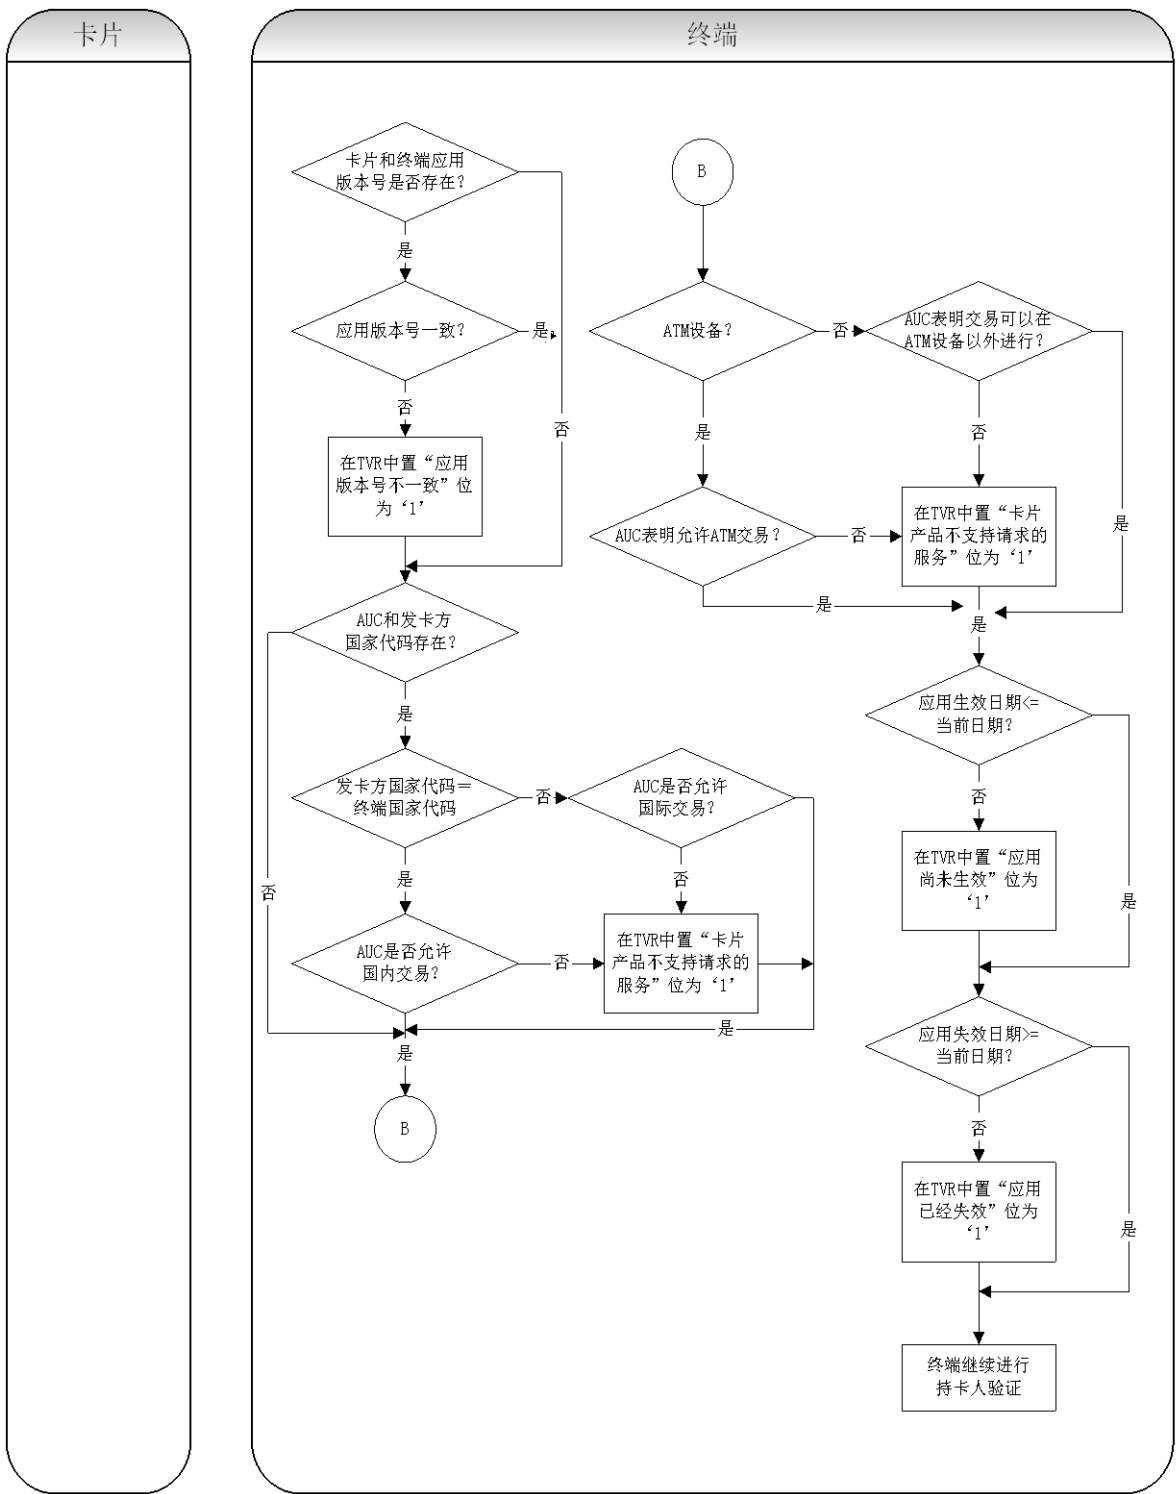 卡片
终端
卡片和终端应用
版本号是否存在?
是
否
应用版本号一致?
是
否
在TVR中置“应用
版本号不一致”位
为‘1’
AUC和发卡方
国家代码存在?
否
是
发卡方国家代码=
终端国家代码
否
AUC是否允许
国际交易?
是
否
AUC是否允许
国内交易?
否
在TVR中置“卡片
产品不支持请求的
服务”位为‘1’
是
是
B
B
ATM设备?
否
AUC表明交易可以在
ATM设备以外进行?
是
否
是
AUC表明允许ATM交易?
否
在TVR中置“卡片
产品不支持请求的
服务”位为‘1’
是
是
应用生效日期<=
当前日期?
否
在TVR中置“应用
尚未生效”位为
‘1’
是
应用失效日期>=
当前日期?
否
在TVR中置“应用
已经失效”位为
‘1’
是
终端继续进行
持卡人验证